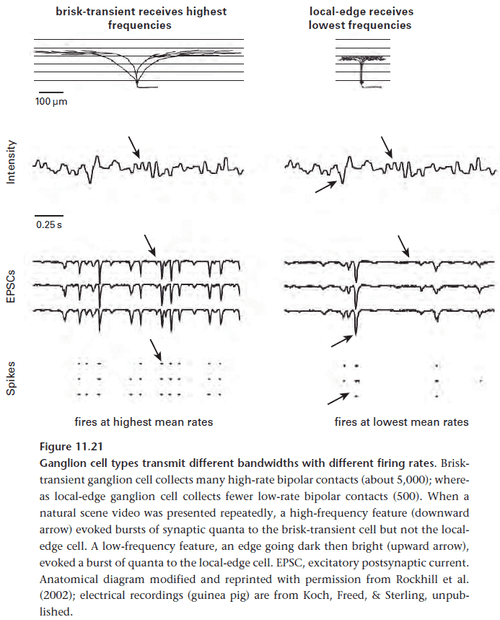 brisk-transient receives highest
frequencies
local-edge receives
lowest frequencies
100 µm
Intensity
0.25 s
EPSCs
Spikes
fires at highest mean rates
fires at lowest mean rates
Figure 11.21
Ganglion cell types transmit different bandwidths with different firing rates. Brisk-
transient ganglion cell collects many high-rate bipolar contacts (about 5,000); where-
as local-edge ganglion cell collects fewer low-rate bipolar contacts (500). When a
natural scene video was presented repeatedly, a high-frequency feature (downward
arrow) evoked bursts of synaptic quanta to the brisk-transient cell but not the local-
edge cell. A low-frequency feature, an edge going dark then bright (upward arrow),
evoked a burst of quanta to the local-edge cell. EPSC, excitatory postsynaptic current.
Anatomical diagram modified and reprinted with permission from Rockhill et al.
(2002); electrical recordings (guinea pig) are from Koch, Freed, & Sterling, unpub-
lished.